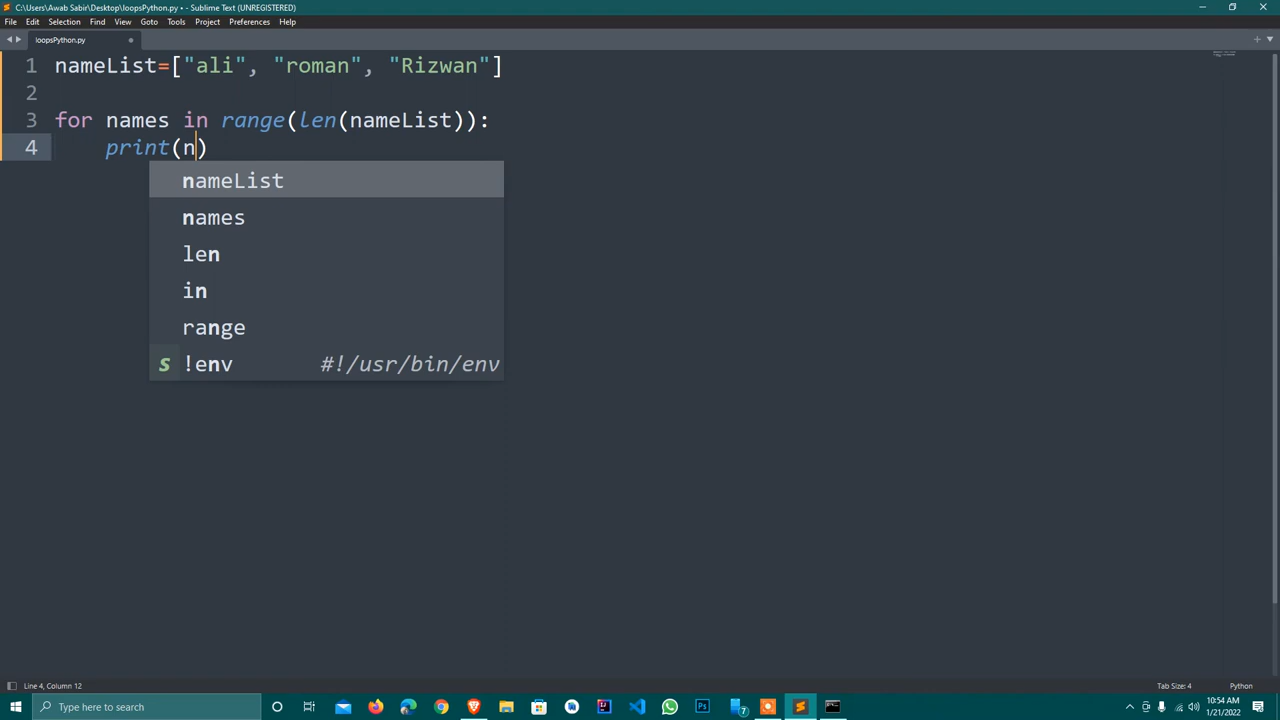 C:\Users\Awab Sabir\Desktop\loopsPython.py • - Sublime Text (UNREGISTERED)
File Edit Selection Find View Goto Tools Project Preferences Help
loopsPython.py
1 nameList=["ali", "roman", "Rizwan"]
2
3 for names in range(len(nameList)):
4 print(n)
nameList
names
len
in
range
s !env #!/usr/bin/env
Line 4, Column 12 Tab Size: 4 Python
Type here to search
7
10:54 AM
1/21/2022